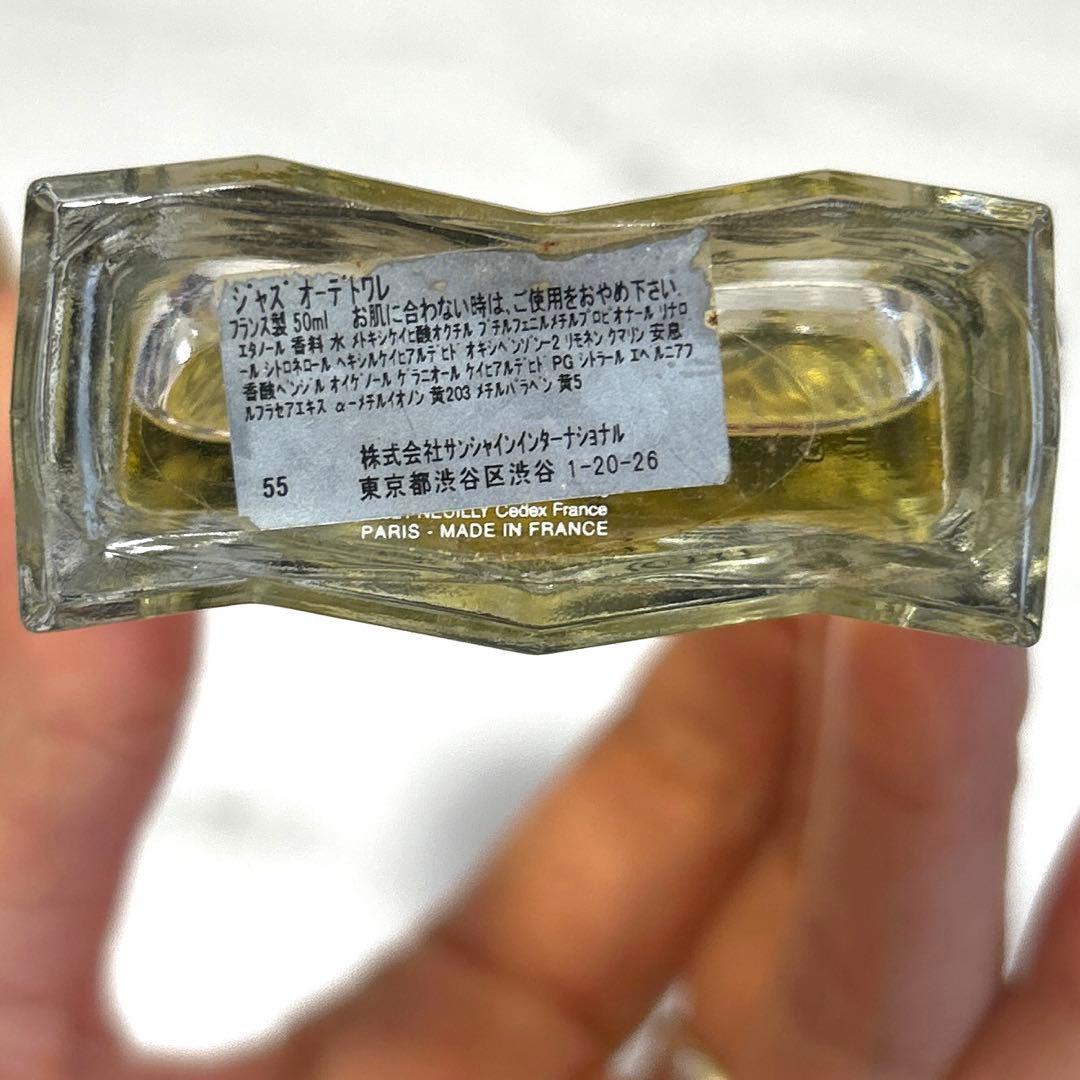 ジャズ オーデトワレ
フランス製 50ml お肌に合わない時は、ご使用をおやめ下さい。
エタノール 香料 水 メトキシケイヒ酸オクチル ブチルフェニルメチルプロピオナール リナロ
ール シトロネロール ヘキシルケイヒアルデヒド オキシベンゾン-2 リモネン クマリン 安息
香酸ベンジル オイゲノール ゲラニオール ケイヒアルデヒド PG シトラール エベルニアフ
ルフラセアエキス α-メチルイオノン 黄203 メチルパラベン 黄5
株式会社サンシャインインターナショナル
55 東京都渋谷区渋谷 1-20-26
NEUILLY Cedex France
PARIS - MADE IN FRANCE